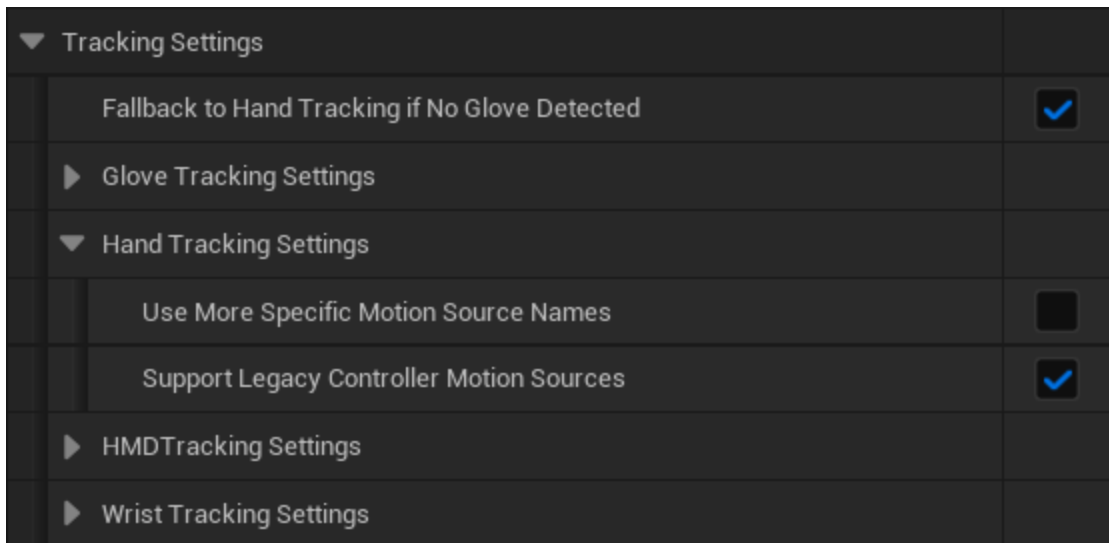 Tracking Settings
Fallback to Hand Tracking if No Glove Detected
Glove Tracking Settings
Hand Tracking Settings
Use More Specific Motion Source Names
Support Legacy Controller Motion Sources
HMDTracking Settings
Wrist Tracking Settings